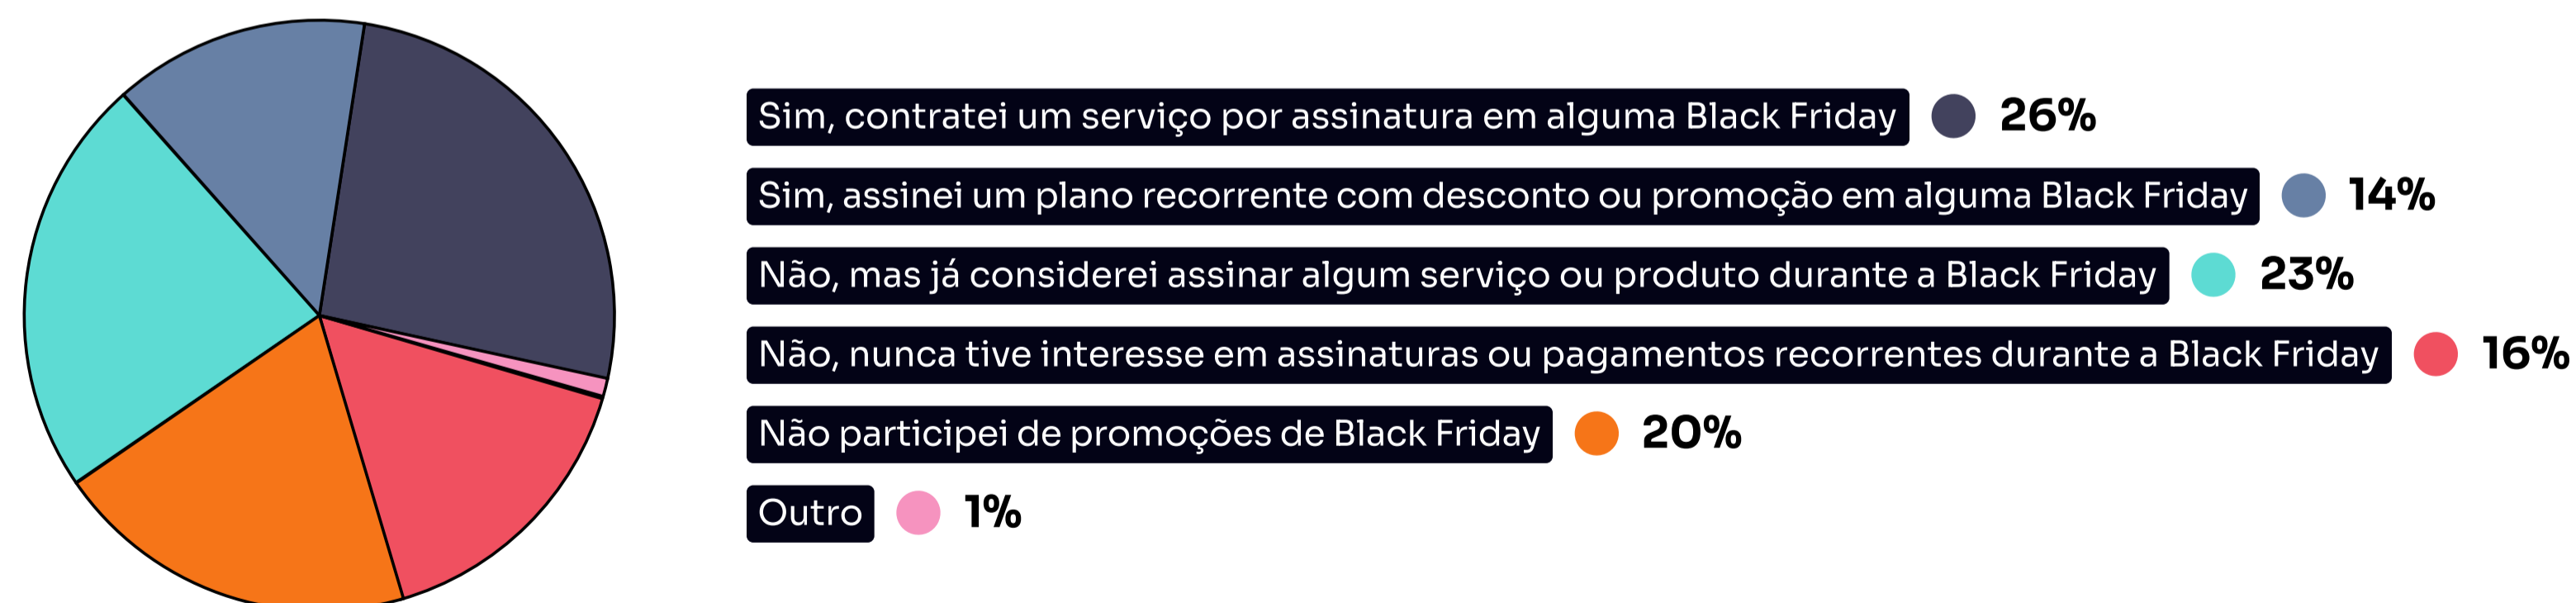 Sim, contratei um serviço por assinatura em alguma Black Friday 26%
Sim, assinei um plano recorrente com desconto ou promoção em alguma Black Friday 14%
Não, mas já considerei assinar algum serviço ou produto durante a Black Friday 23%
Não, nunca tive interesse em assinaturas ou pagamentos recorrentes durante a Black Friday 16%
Não participei de promoções de Black Friday 20%
Outro 1%